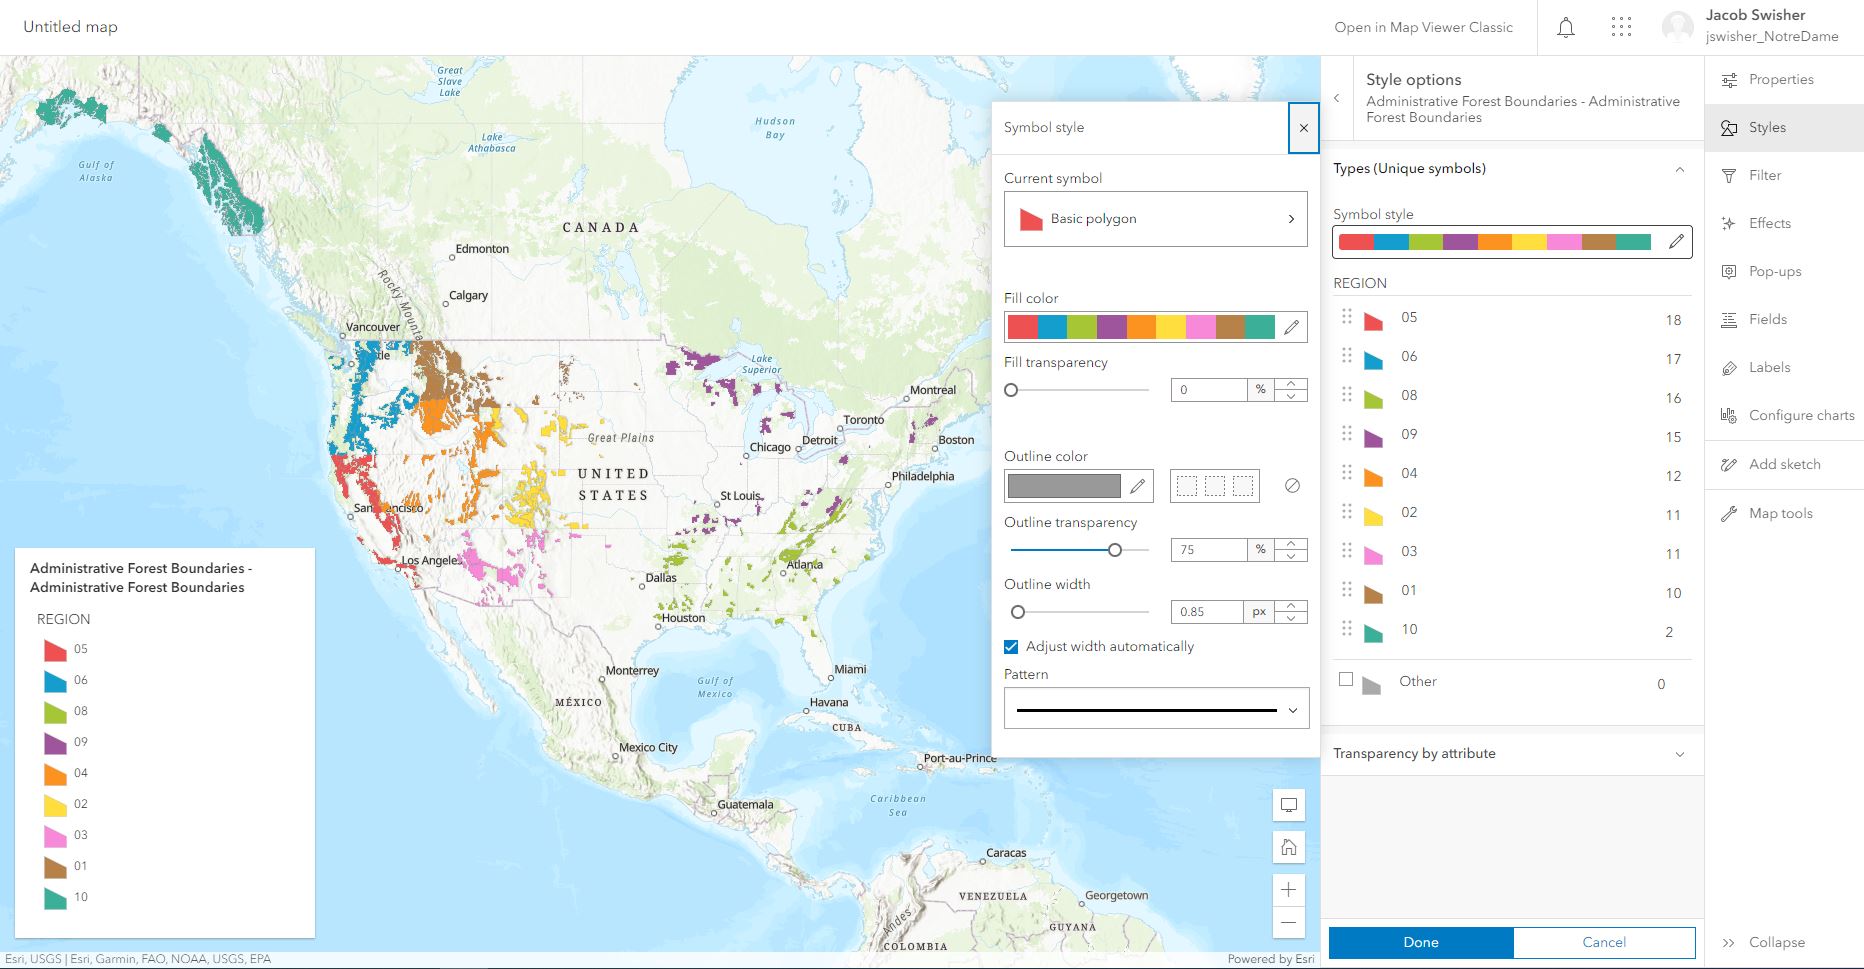 Untitled map
Open in Map Viewer Classic
Jacob Swisher
jswisher_NotreDame
Great
Slave
Lake
Lake
Athabasca
Hudson
Bay
Gulf of
Alaska
CANADA
Edmonton
Rocky Mounta
Calgary
Vancouver
ttle
Lake
Superior
Montreal
Toronto
Great Plains
Chicago
Detroit
Boston
UNITED
STATES
Philadelphia
St Louis
San
ncisco
Los Angeles
Atlanta
Dallas
Houston
Monterrey
Gulf of
Mexico
Miami
MÉXICO
Havana
CUBA
Mexico City
Port-au-Prince
Guatemala
Caribbean
Sea
Caracas
VENEZUELA
Georgetown
GUYANA
Andes
COLOMBIA
Administrative Forest Boundaries -
Administrative Forest Boundaries
REGION
05
06
08
09
04
02
03
01
10
Esri, USGS | Esri, Garmin, FAO, NOAA, USGS, EPA
Powered by Esri
Symbol style
Current symbol
Basic polygon
Fill color
Fill transparency
0 %
Outline color
Outline transparency
75 %
Outline width
0.85 px
Adjust width automatically
Pattern
Style options
Administrative Forest Boundaries - Administrative
Forest Boundaries
Types (Unique symbols)
Symbol style
REGION
05 18
06 17
08 16
09 15
04 12
02 11
03 11
01 10
10 2
Other 0
Transparency by attribute
Done
Cancel
Properties
Styles
Filter
Effects
Pop-ups
Fields
Labels
Configure charts
Add sketch
Map tools
Collapse